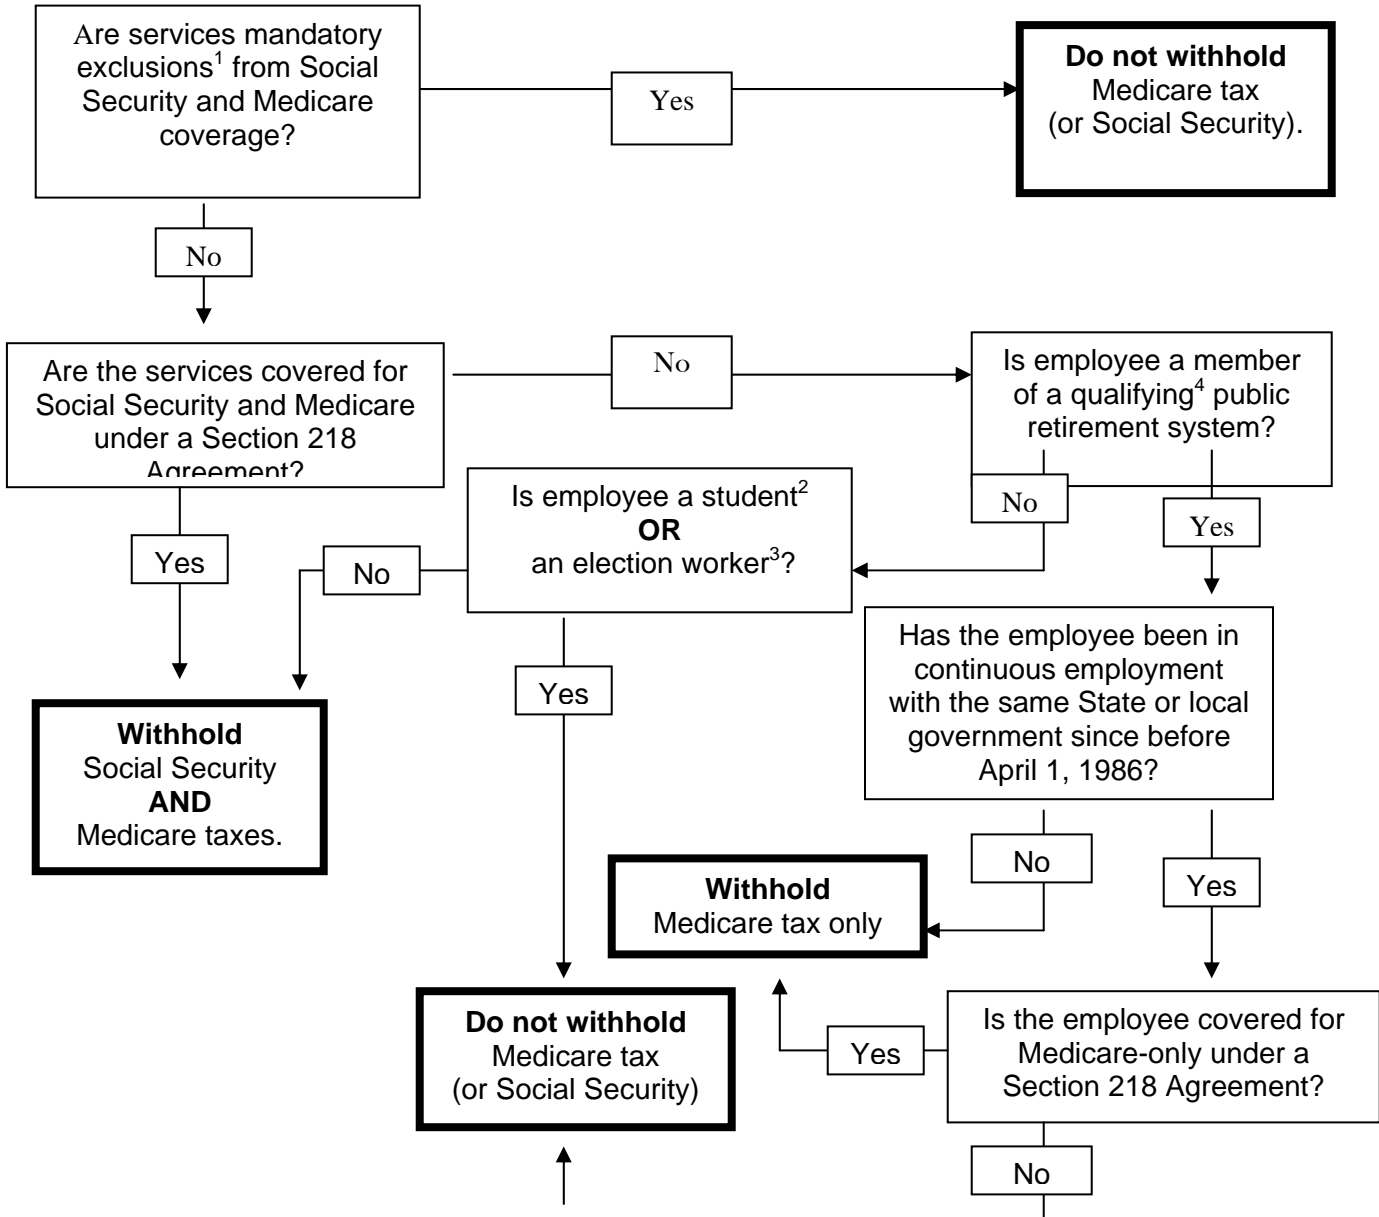 Are services mandatory
exclusions¹ from Social
Security and Medicare
coverage?
Yes
Do not withhold
Medicare tax
(or Social Security).
No
Are the services covered for
Social Security and Medicare
under a Section 218
Agreement?
No
Is employee a member
of a qualifying⁴ public
retirement system?
Is employee a student²
OR
an election worker³?
No
Yes
Yes
No
Has the employee been in
continuous employment
with the same State or local
government since before
April 1, 1986?
Yes
Withhold
Social Security
AND
Medicare taxes.
No
Yes
Withhold
Medicare tax only
Do not withhold
Medicare tax
(or Social Security)
Yes
Is the employee covered for
Medicare-only under a
Section 218 Agreement?
No